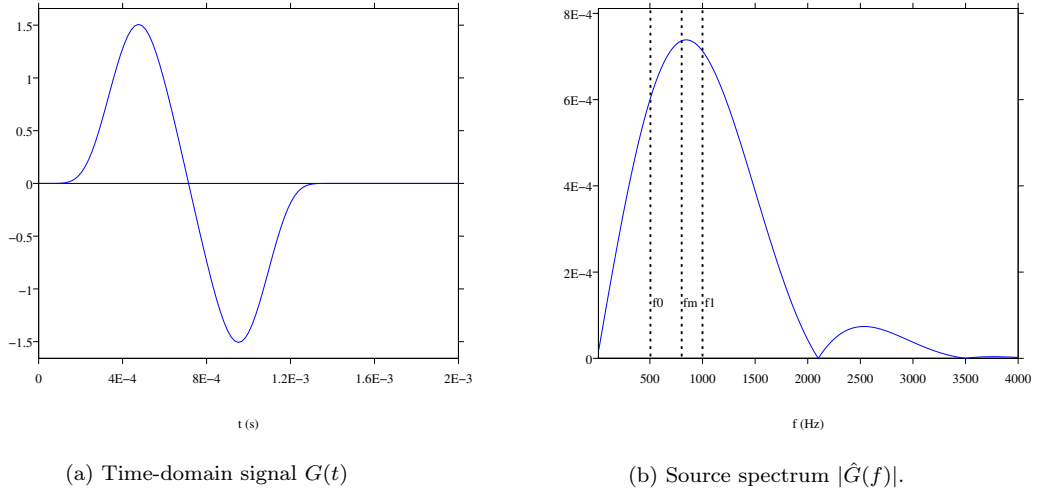 1.5
1
0.5
0
−0.5
−1
−1.5
0
4E−4
8E−4
1.2E−3
1.6E−3
2E−3
t (s)
(a) Time-domain signal G(t)
8E−4
6E−4
4E−4
2E−4
0
f0
fm
f1
500
1000
1500
2000
2500
3000
3500
4000
f (Hz)
(b) Source spectrum |Ĝ(f)|.